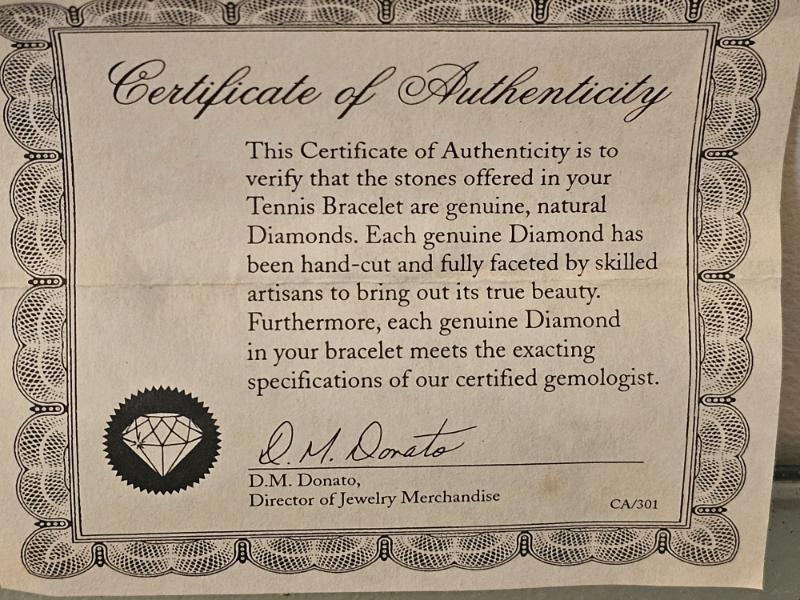 Certificate of Authenticity
This Certificate of Authenticity is to
verify that the stones offered in your
Tennis Bracelet are genuine, natural
Diamonds. Each genuine Diamond has
been hand-cut and fully faceted by skilled
artisans to bring out its true beauty.
Furthermore, each genuine Diamond
in your bracelet meets the exacting
specifications of our certified gemologist.
D. M. Donato
D.M. Donato,
Director of Jewelry Merchandise
CA/301